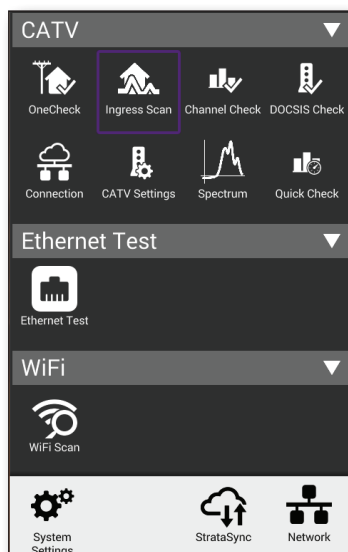 CATV
OneCheck
Ingress Scan
Channel Check
DOCSIS Check
Connection
CATV Settings
Spectrum
Quick Check
Ethernet Test
Ethernet Test
WiFi
WiFi Scan
System
Settings
StrataSync
Network